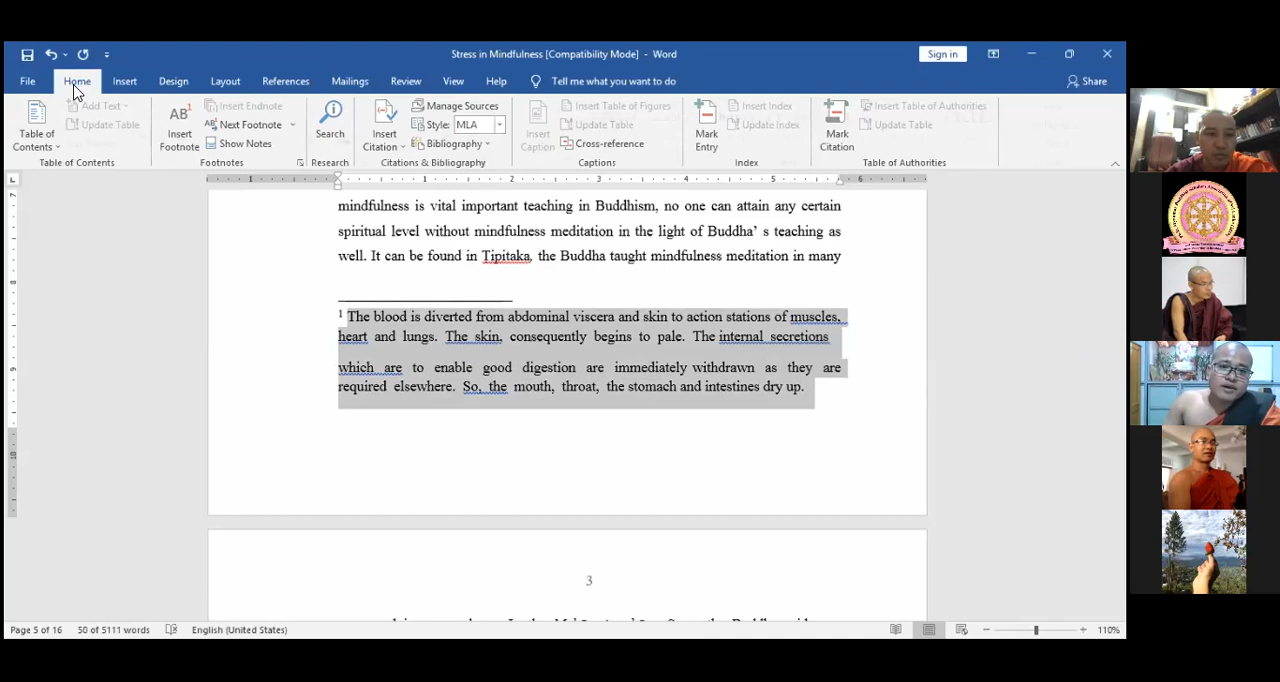 Stress in Mindfulness [Compatibility Mode] - Word
Sign in
File Home Insert Design Layout References Mailings Review View Help Tell me what you want to do
Share
Table of Contents
Add Text
Update Table
Table of Contents
AB1
Insert Footnote
Insert Endnote
Next Footnote
Show Notes
Footnotes
Search
Research
Insert Citation
Manage Sources
Style: MLA
Bibliography
Citations & Bibliography
Insert Caption
Insert Table of Figures
Update Table
Cross-reference
Captions
Mark Entry
Insert Index
Update Index
Index
Mark Citation
Insert Table of Authorities
Update Table
Table of Authorities
1 1 2 3 4 5 6
mindfulness is vital important teaching in Buddhism, no one can attain any certain
spiritual level without mindfulness meditation in the light of Buddha’ s teaching as
well. It can be found in Tipitaka, the Buddha taught mindfulness meditation in many
1 The blood is diverted from abdominal viscera and skin to action stations of muscles,
heart and lungs. The skin, consequently begins to pale. The internal secretions
which are to enable good digestion are immediately withdrawn as they are
required elsewhere. So, the mouth, throat, the stomach and intestines dry up.
3
Page 5 of 16 50 of 5111 words English (United States) 110%